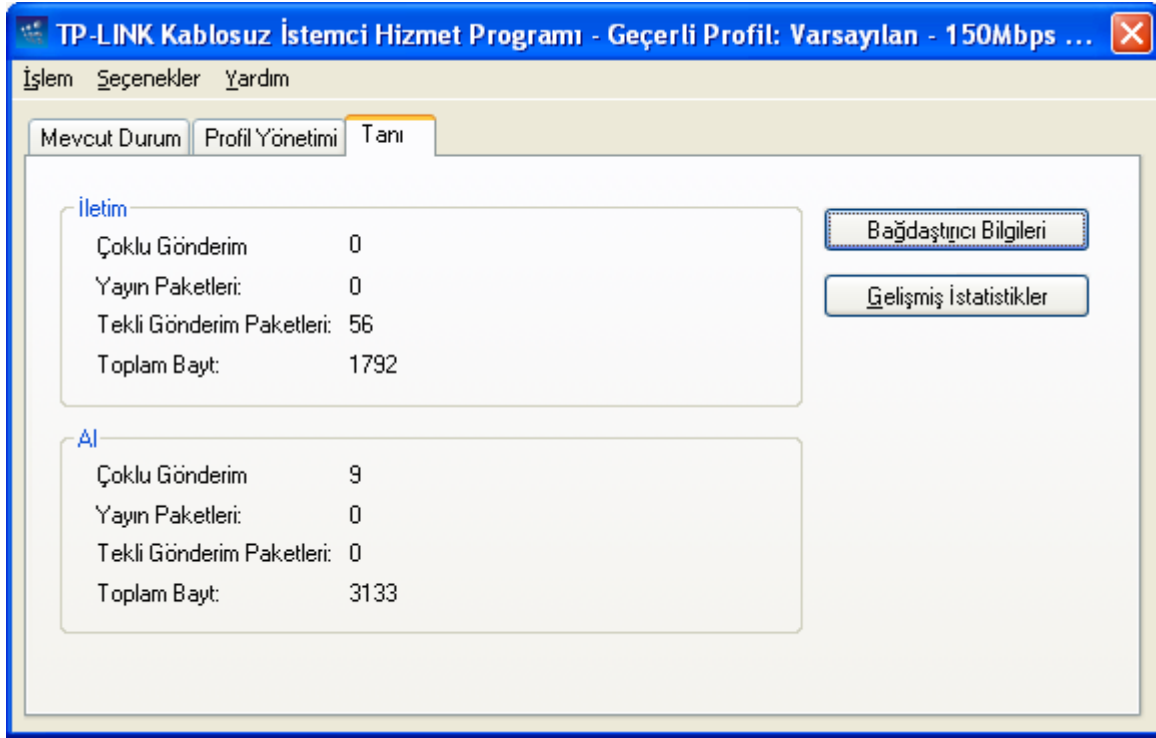 TP-LINK Kablosuz İstemci Hizmet Programı - Geçerli Profil: Varsayılan - 150Mbps ...
İşlem Seçenekler Yardım
Mevcut Durum Profil Yönetimi Tanı
İletim
Çoklu Gönderim 0
Yayın Paketleri: 0
Tekli Gönderim Paketleri: 56
Toplam Bayt: 1792
Al
Çoklu Gönderim 9
Yayın Paketleri: 0
Tekli Gönderim Paketleri: 0
Toplam Bayt: 3133
Bağdaştırıcı Bilgileri
Gelişmiş İstatistikler